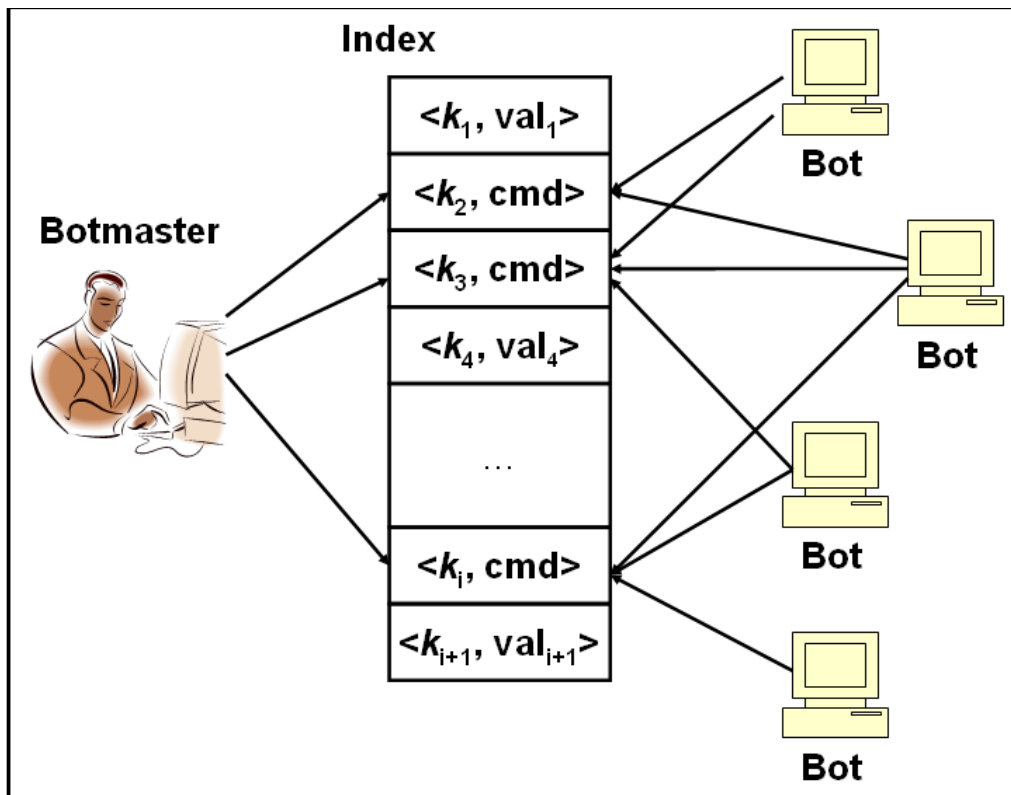 Index
<k1, val1>
<k2, cmd>
<k3, cmd>
<k4, val4>
...
<ki, cmd>
<ki+1, vali+1>
Botmaster
Bot
Bot
Bot
Bot